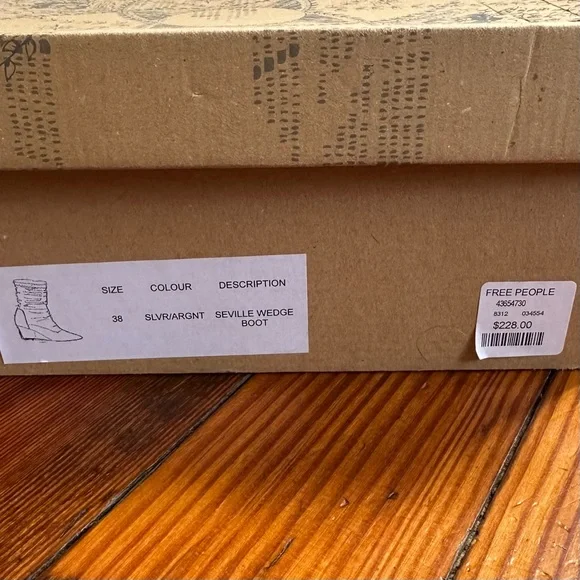 SIZE COLOUR DESCRIPTION
38 SLVR/ARGNT SEVILLE WEDGE
BOOT
FREE PEOPLE
43654730
8312 034554
$228.00